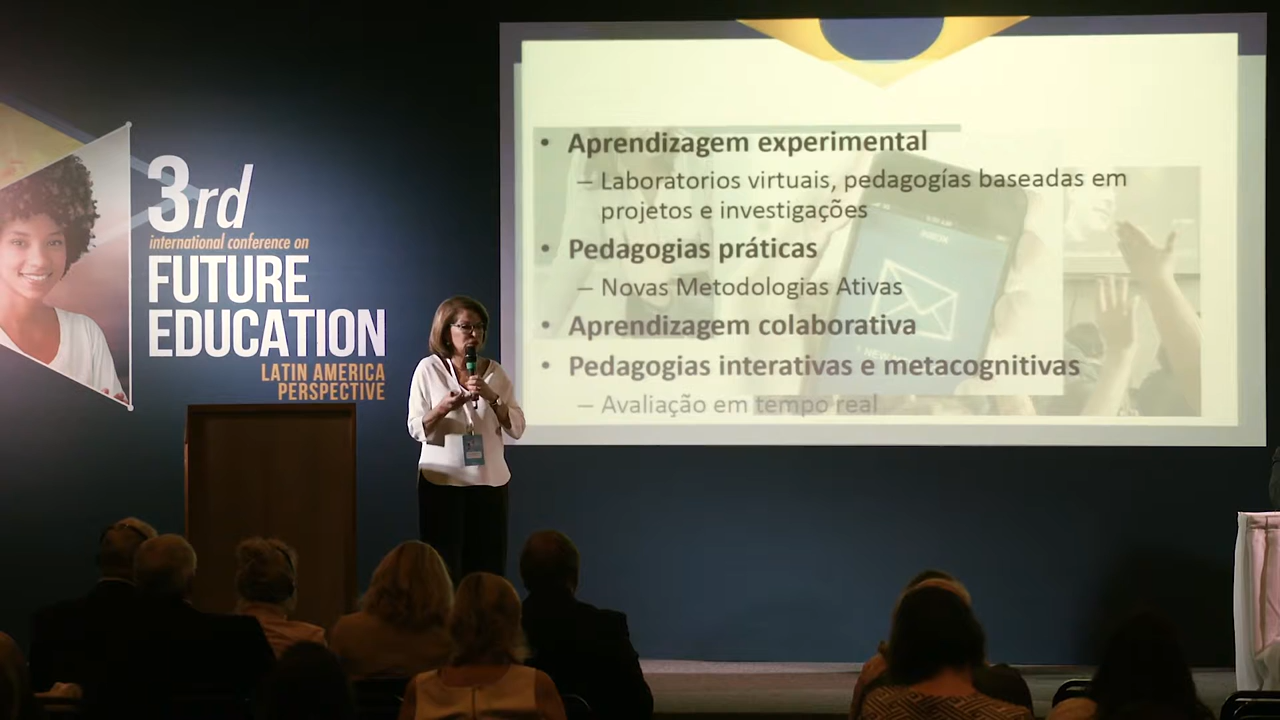 3rd
international conference on
FUTURE
EDUCATION
LATIN AMERICA
PERSPECTIVE
• Aprendizagem experimental
– Laboratorios virtuais, pedagogías baseadas em
projetos e investigações
• Pedagogias práticas
– Novas Metodologias Ativas
• Aprendizagem colaborativa
• Pedagogias interativas e metacognitivas
– Avaliação em tempo real